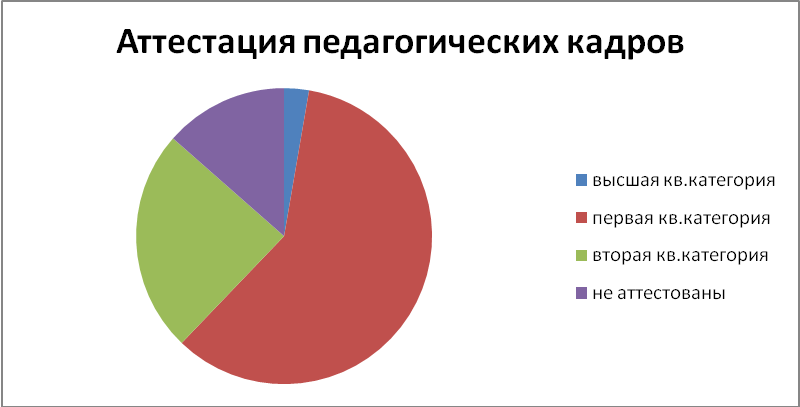 Аттестация педагогических кадров
высшая кв.категория
первая кв.категория
вторая кв.категория
не аттестованы